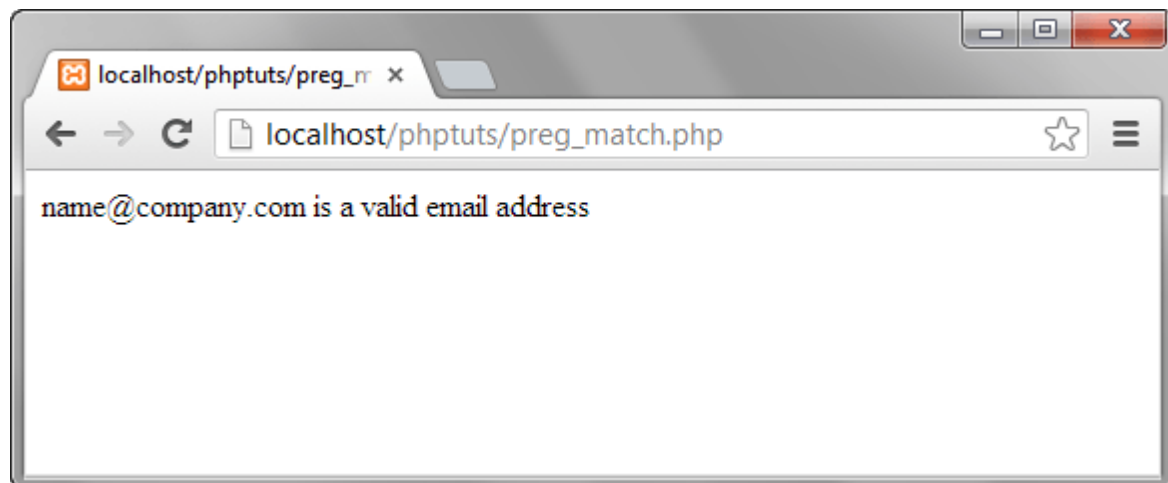 localhost/phptuts/preg_m
localhost/phptuts/preg_match.php
name@company.com is a valid email address